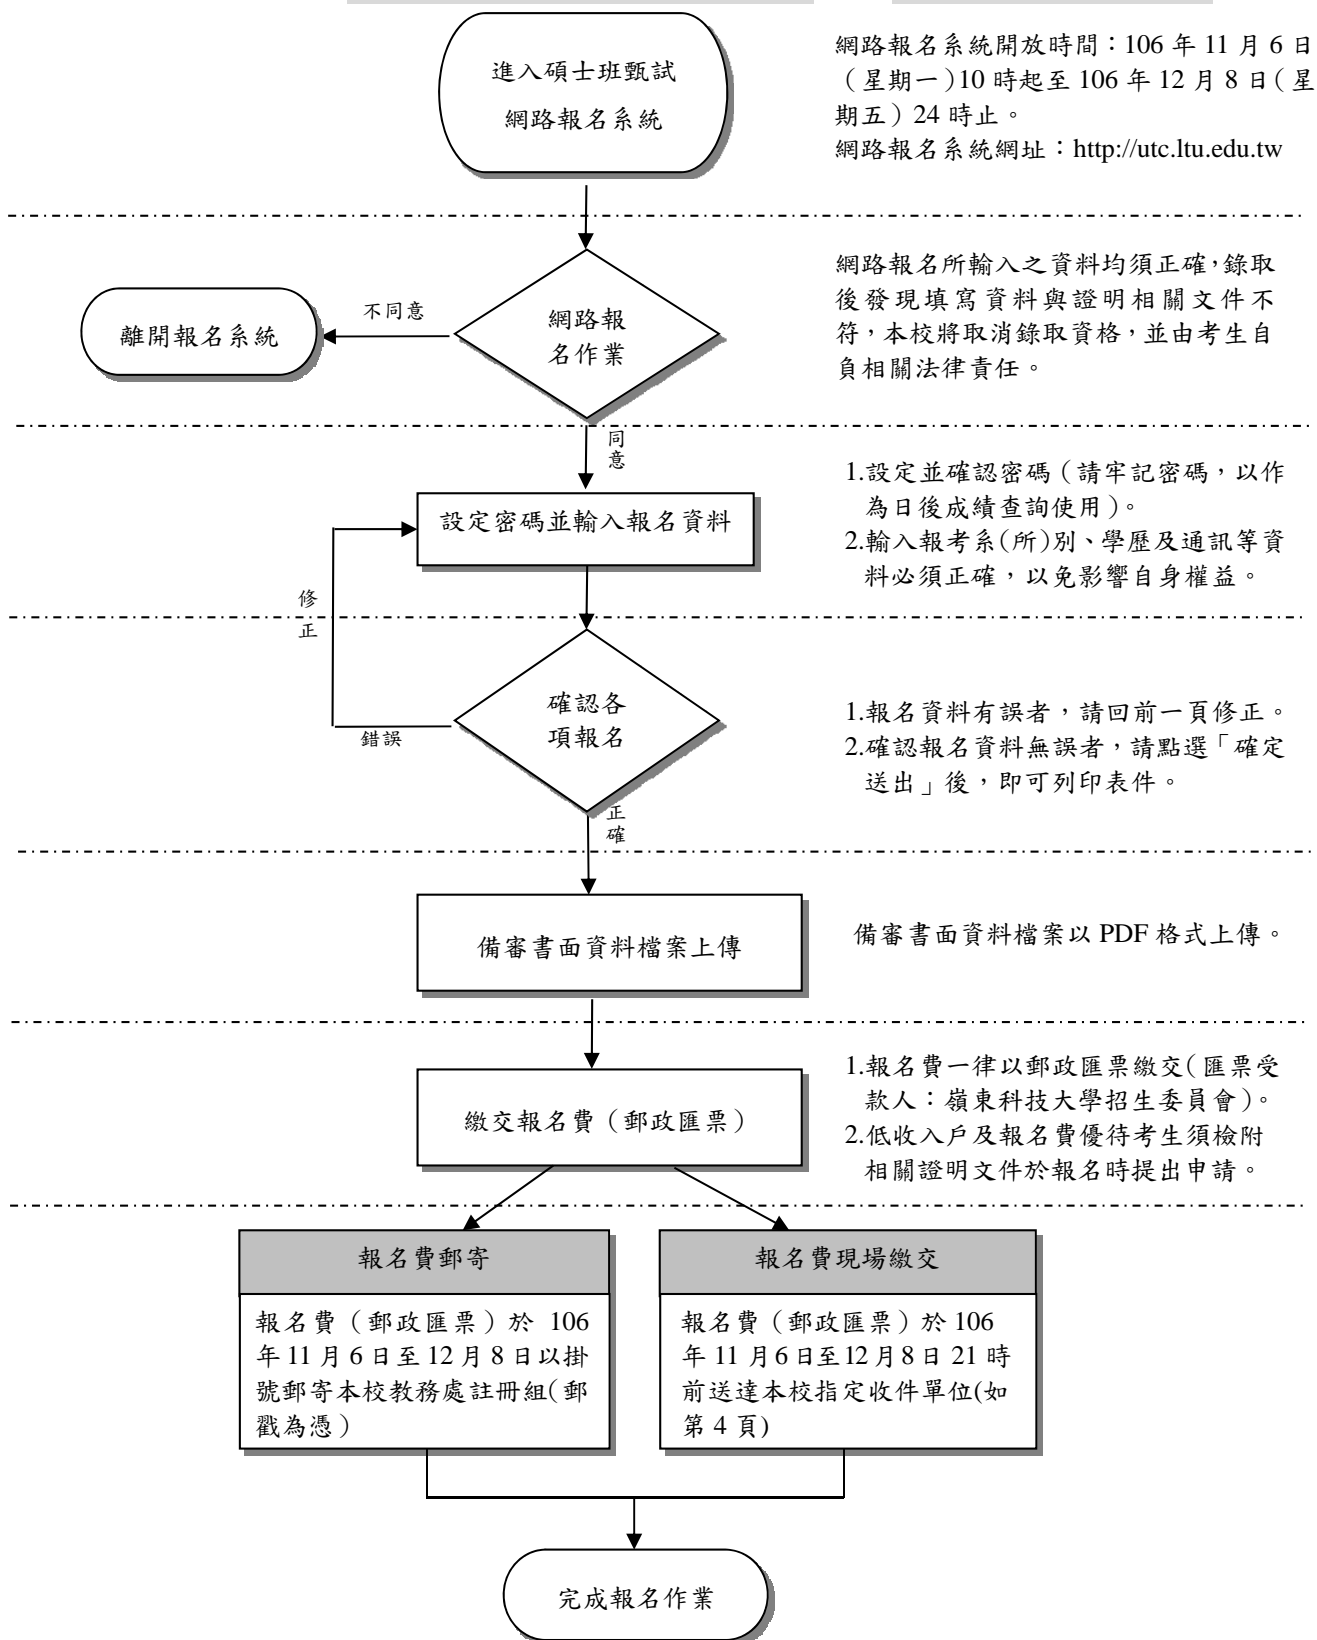 進入碩士班甄試
網路報名系統
網路報名系統開放時間：106 年 11 月 6 日
（星期一）10 時起至 106 年 12 月 8 日（星
期五）24 時止。
網路報名系統網址：http://utc.ltu.edu.tw
離開報名系統
不同意
網路報
名作業
網路報名所輸入之資料均須正確，錄取
後發現填寫資料與證明相關文件不
符，本校將取消錄取資格，並由考生自
負相關法律責任。
同
意
設定密碼並輸入報名資料
1.設定並確認密碼（請牢記密碼，以作
為日後成績查詢使用）。
2.輸入報考系(所)別、學歷及通訊等資
料必須正確，以免影響自身權益。
修
正
確認各
項報名
錯誤
1.報名資料有誤者，請回前一頁修正。
2.確認報名資料無誤者，請點選「確定
送出」後，即可列印表件。
正
確
備審書面資料檔案上傳
備審書面資料檔案以 PDF 格式上傳。
繳交報名費（郵政匯票）
1.報名費一律以郵政匯票繳交（匯票受
款人：嶺東科技大學招生委員會）。
2.低收入戶及報名費優待考生須檢附
相關證明文件於報名時提出申請。
報名費郵寄
報名費（郵政匯票）於 106
年 11 月 6 日至 12 月 8 日以掛
號郵寄本校教務處註冊組（郵
戳為憑）
報名費現場繳交
報名費（郵政匯票）於 106
年 11 月 6 日至 12 月 8 日 21 時
前送達本校指定收件單位(如
第 4 頁)
完成報名作業